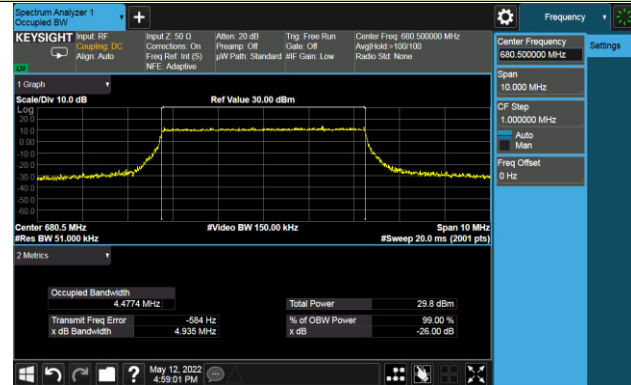 Spectrum Analyzer 1
Occupied BW
Frequency
KEYSIGHT
Input: RF
Coupling: DC
Align: Auto
Input Z: 50 Ω
Corrections: On
Freq Ref: Int (S)
NFE: Adaptive
Atten: 20 dB
Preamp: Off
µW Path: Standard
Trig: Free Run
Gate: Off
#IF Gain: Low
Center Freq: 680.500000 MHz
Avg|Hold:>100/100
Radio Std: None
LM
Center Frequency
680.500000 MHz
Settings
Span
10.000 MHz
CF Step
1.000000 MHz
Auto
Man
Freq Offset
0 Hz
1 Graph
Scale/Div 10.0 dB
Ref Value 30.00 dBm
Log
20.0
10.0
0.00
-10.0
-20.0
-30.0
-40.0
-50.0
-60.0
Center 680.5 MHz
#Video BW 150.00 kHz
Span 10 MHz
#Res BW 51.000 kHz
#Sweep 20.0 ms (2001 pts)
2 Metrics
Occupied Bandwidth
4.4774 MHz
Total Power 29.8 dBm
Transmit Freq Error -584 Hz
% of OBW Power 99.00 %
x dB Bandwidth 4.935 MHz
x dB -26.00 dB
?
May 12, 2022
4:59:01 PM